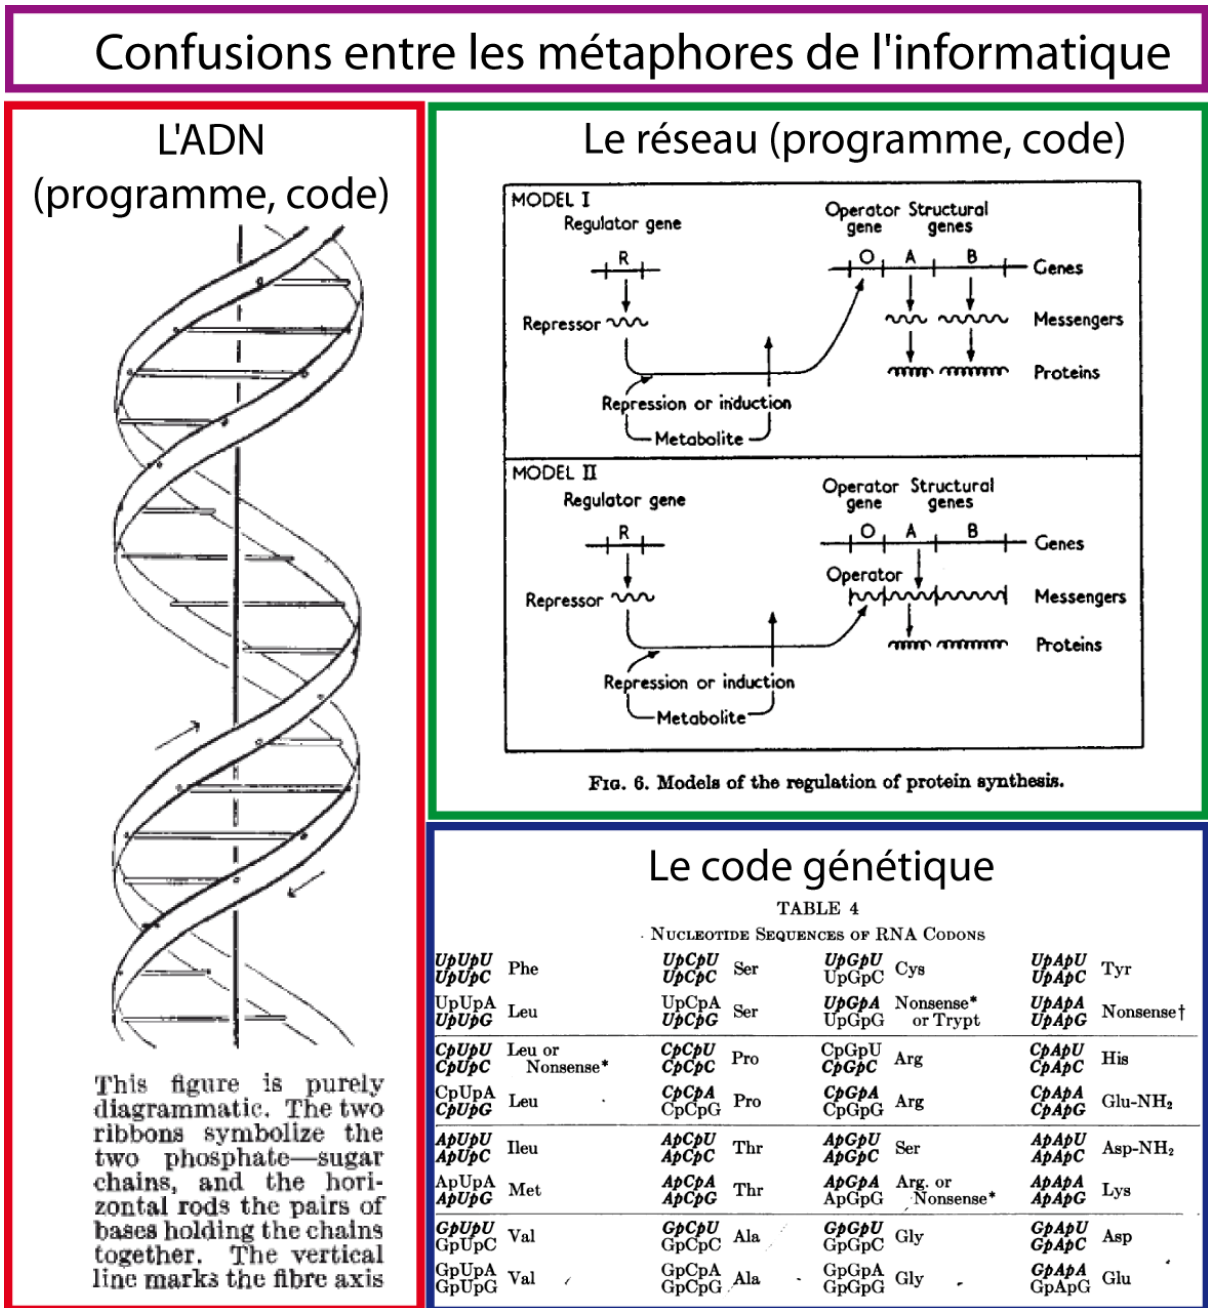 Confusions entre les métaphores de l'informatique
L'ADN
(programme, code)
This figure is purely
diagrammatic. The two
ribbons symbolize the
two phosphate—sugar
chains, and the hori-
zontal rods the pairs of
bases holding the chains
together. The vertical
line marks the fibre axis
Le réseau (programme, code)
MODEL I
Regulator gene
Operator Structural
gene genes
R
O A B
Genes
Repressor
Messengers
Proteins
Repression or induction
Metabolite
MODEL II
Regulator gene
Operator Structural
gene genes
R
O A B
Genes
Operator
Repressor
Messengers
Proteins
Repression or induction
Metabolite
FIG. 6. Models of the regulation of protein synthesis.
Le code génétique
TABLE 4
NUCLEOTIDE SEQUENCES OF RNA CODONS
UpUpU UpCpU UpGpU UpApU
Phe Ser Cys Tyr
UpUpC UpCpC UpGpC UpApC
UpUpA UpCpA UpGpA Nonsense* UpApA
Leu Ser Nonsense†
UpUpG UpCpG UpGpG or Trypt UpApG
CpUpU Leu or CpCpU CpGpU CpApU
Pro Arg His
CpUpC Nonsense* CpCpC CpGpC CpApC
CpUpA CpCpA CpGpA CpApA
Leu Pro Arg Glu-NH₂
CpUpG CpCpG CpGpG CpApG
ApUpU ApCpU ApGpU ApApU
Ileu Thr Ser Asp-NH₂
ApUpC ApCpC ApGpC ApApC
ApUpA ApCpA ApGpA Arg. or ApApA
Met Thr Lys
ApUpG ApCpG ApGpG Nonsense* ApApG
GpUpU GpCpU GpGpU GpApU
Val Ala Gly Asp
GpUpC GpCpC GpGpC GpApC
GpUpA GpCpA GpGpA GpApA
Val Ala Gly Glu
GpUpG GpCpG GpGpG GpApG